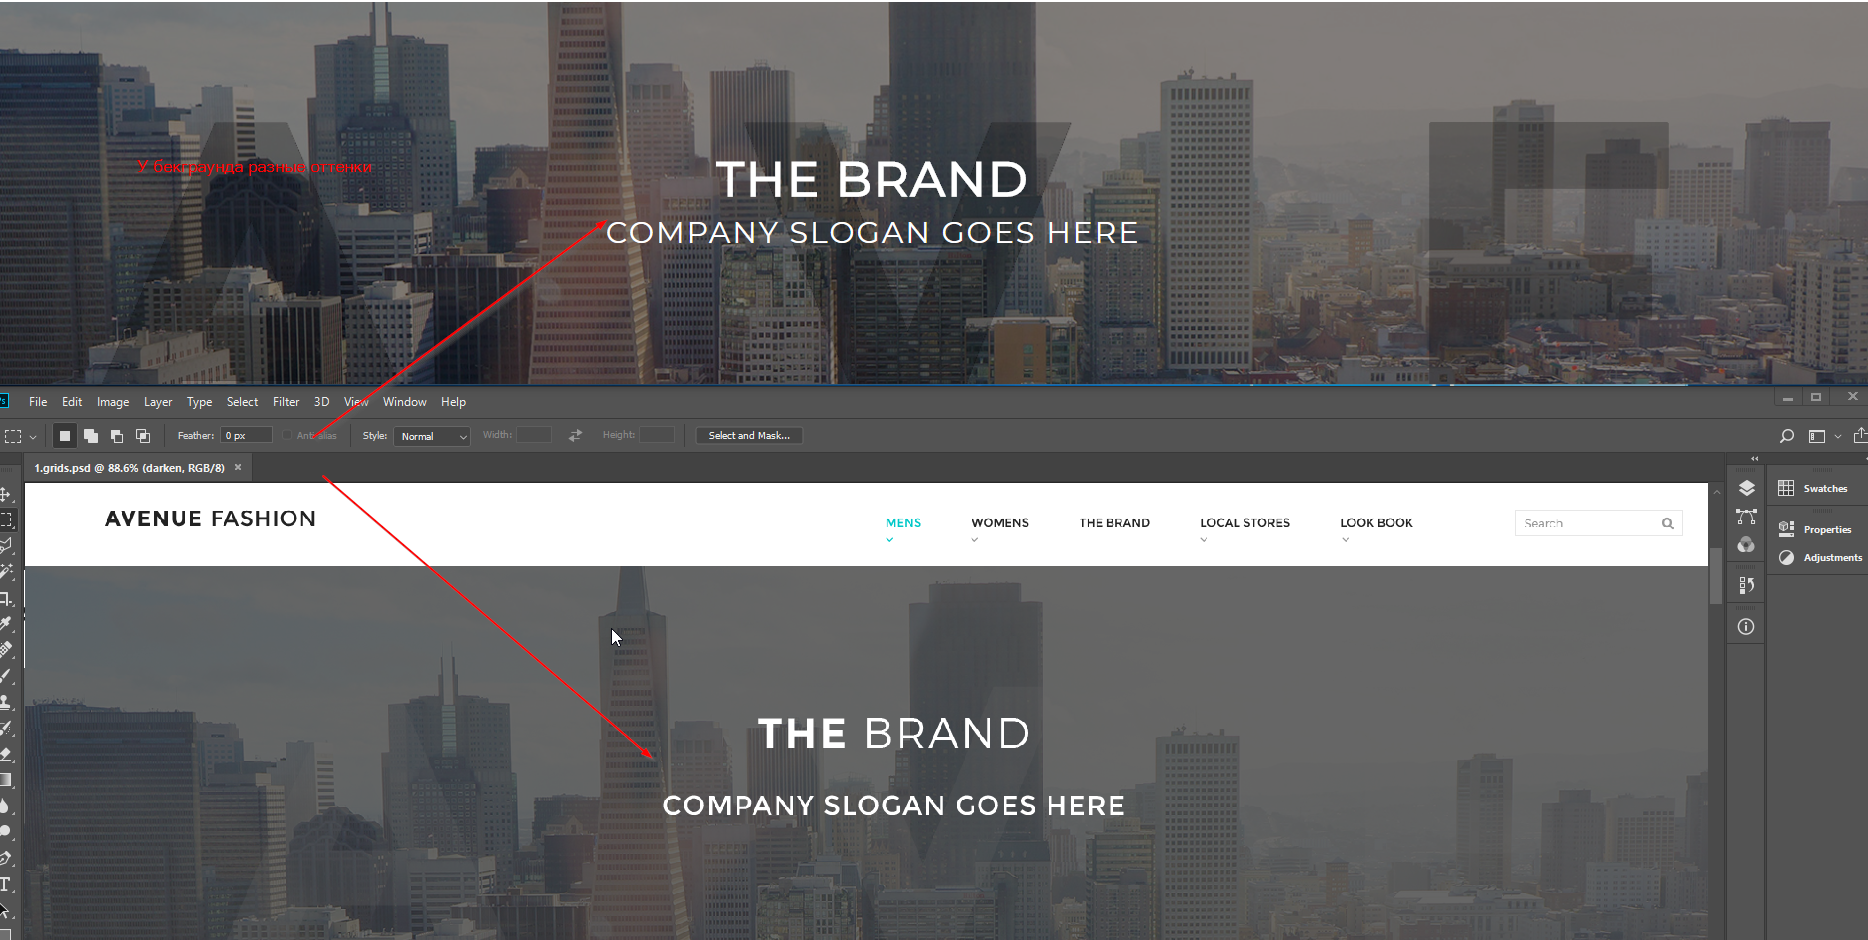 У бекграунда разные оттенки
THE BRAND
COMPANY SLOGAN GOES HERE
File Edit Image Layer Type Select Filter 3D View Window Help
Feather: 0 px Anti-alias Style: Normal Width: Height: Select and Mask...
1.grids.psd @ 88.6% (darken, RGB/8) ×
Swatches
Properties
Adjustments
AVENUE FASHION
MENS WOMENS THE BRAND LOCAL STORES LOOK BOOK Search
THE BRAND
COMPANY SLOGAN GOES HERE